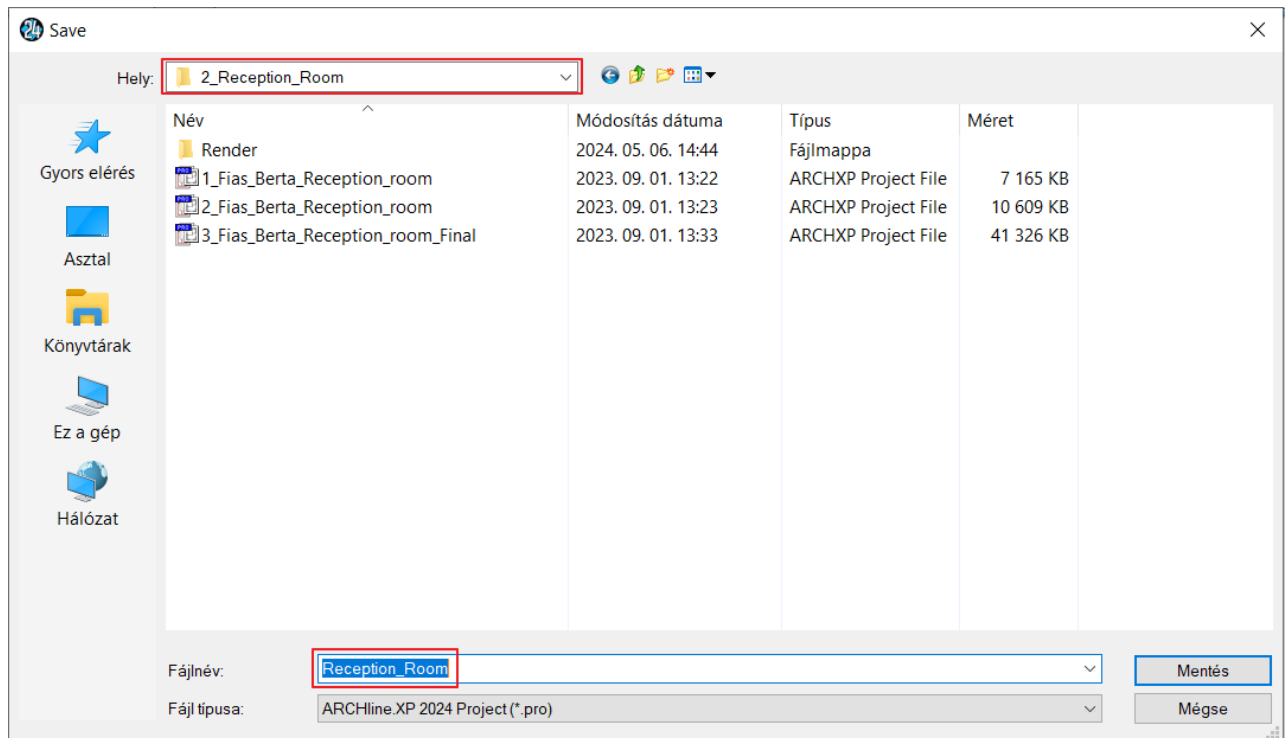 24 Save
Hely: 2_Reception_Room
Név Módosítás dátuma Típus Méret
Render 2024. 05. 06. 14:44 Fájlmappa
1_Fias_Berta_Reception_room 2023. 09. 01. 13:22 ARCHXP Project File 7 165 KB
2_Fias_Berta_Reception_room 2023. 09. 01. 13:23 ARCHXP Project File 10 609 KB
3_Fias_Berta_Reception_room_Final 2023. 09. 01. 13:33 ARCHXP Project File 41 326 KB
Gyors elérés
Asztal
Könyvtárak
Ez a gép
Hálózat
Fájlnév: Reception_Room Mentés
Fájl típusa: ARCHline.XP 2024 Project (*.pro) Mégse